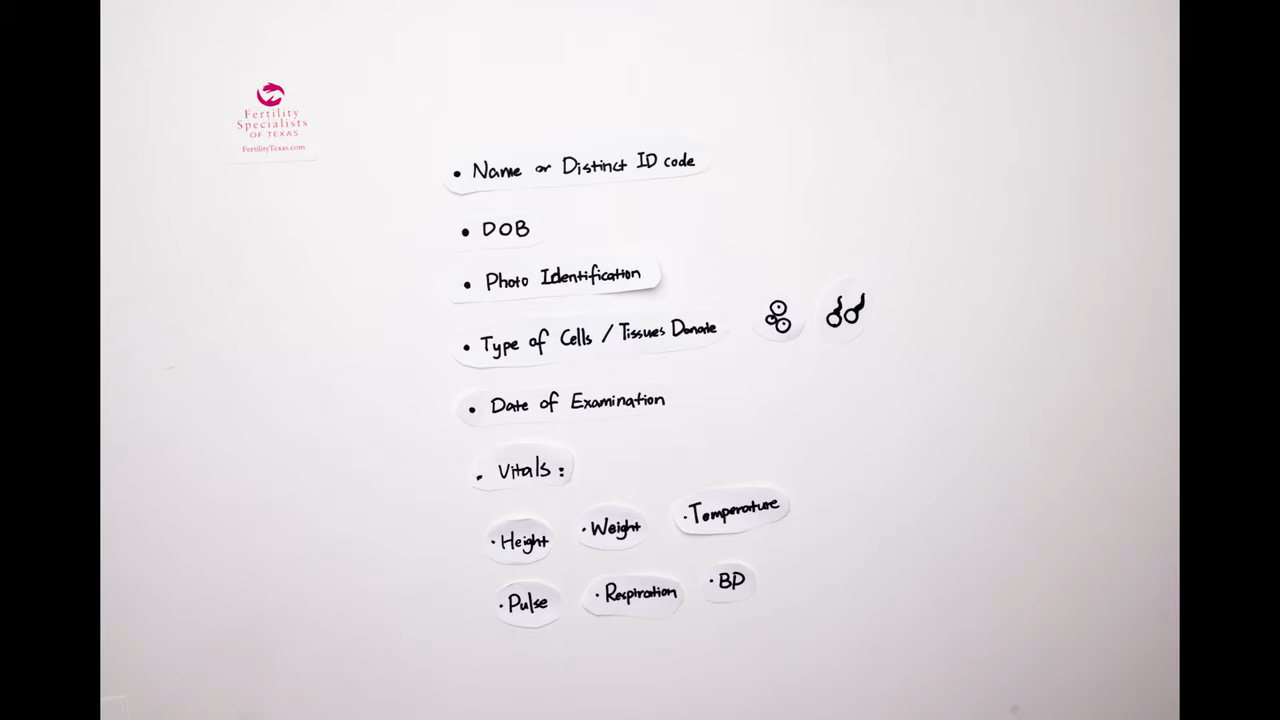 Fertility
Specialists
OF TEXAS
FertilityTexas.com
• Name or Distinct ID code
• DOB
• Photo Identification
• Type of Cells / Tissues Donate
• Date of Examination
• Vitals:
• Height • Weight • Temperature
• Pulse • Respiration • BP